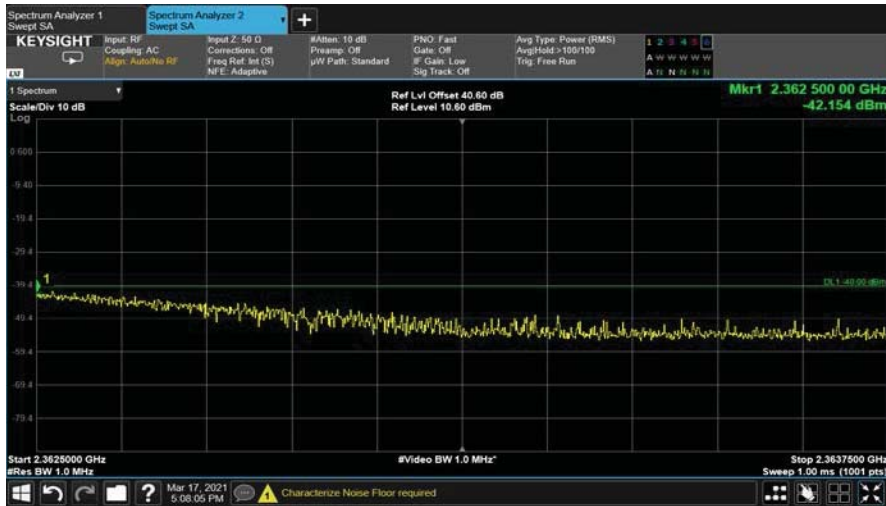 Spectrum Analyzer 1
Swept SA
Spectrum Analyzer 2
Swept SA
+
KEYSIGHT
LXI
Input: RF
Coupling: AC
Align: Auto/No RF
Input Z: 50 Ω
Corrections: Off
Freq Ref: Int (S)
NFE: Adaptive
#Atten: 10 dB
Preamp: Off
µW Path: Standard
PNO: Fast
Gate: Off
IF Gain: Low
Sig Track: Off
Avg Type: Power (RMS)
Avg|Hold:>100/100
Trig: Free Run
1 2 3 4 5 6
A W W W W W
A N N N N N
1 Spectrum
Scale/Div 10 dB
Log
Ref Lvl Offset 40.60 dB
Ref Level 10.60 dBm
Mkr1 2.362 500 00 GHz
-42.154 dBm
0.600
-9.40
-19.4
-29.4
-39.4
1
DL1 -40.00 dBm
-49.4
-59.4
-69.4
-79.4
Start 2.3625000 GHz
#Res BW 1.0 MHz
#Video BW 1.0 MHz*
Stop 2.3637500 GHz
Sweep 1.00 ms (1001 pts)
?
Mar 17, 2021
5:08:05 PM
1
Characterize Noise Floor required